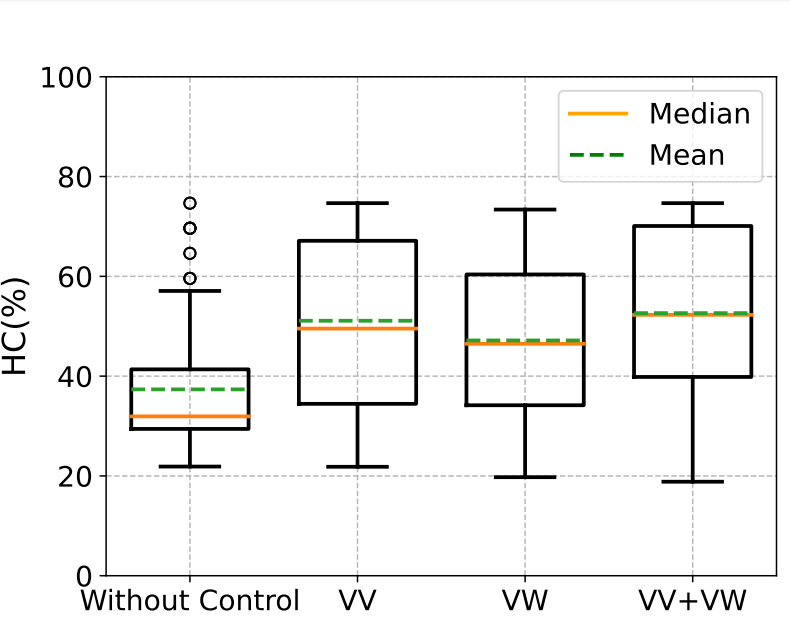 100
80
60
40
20
0
HC(%)
Median
Mean
Without Control
VV
VW
VV+VW